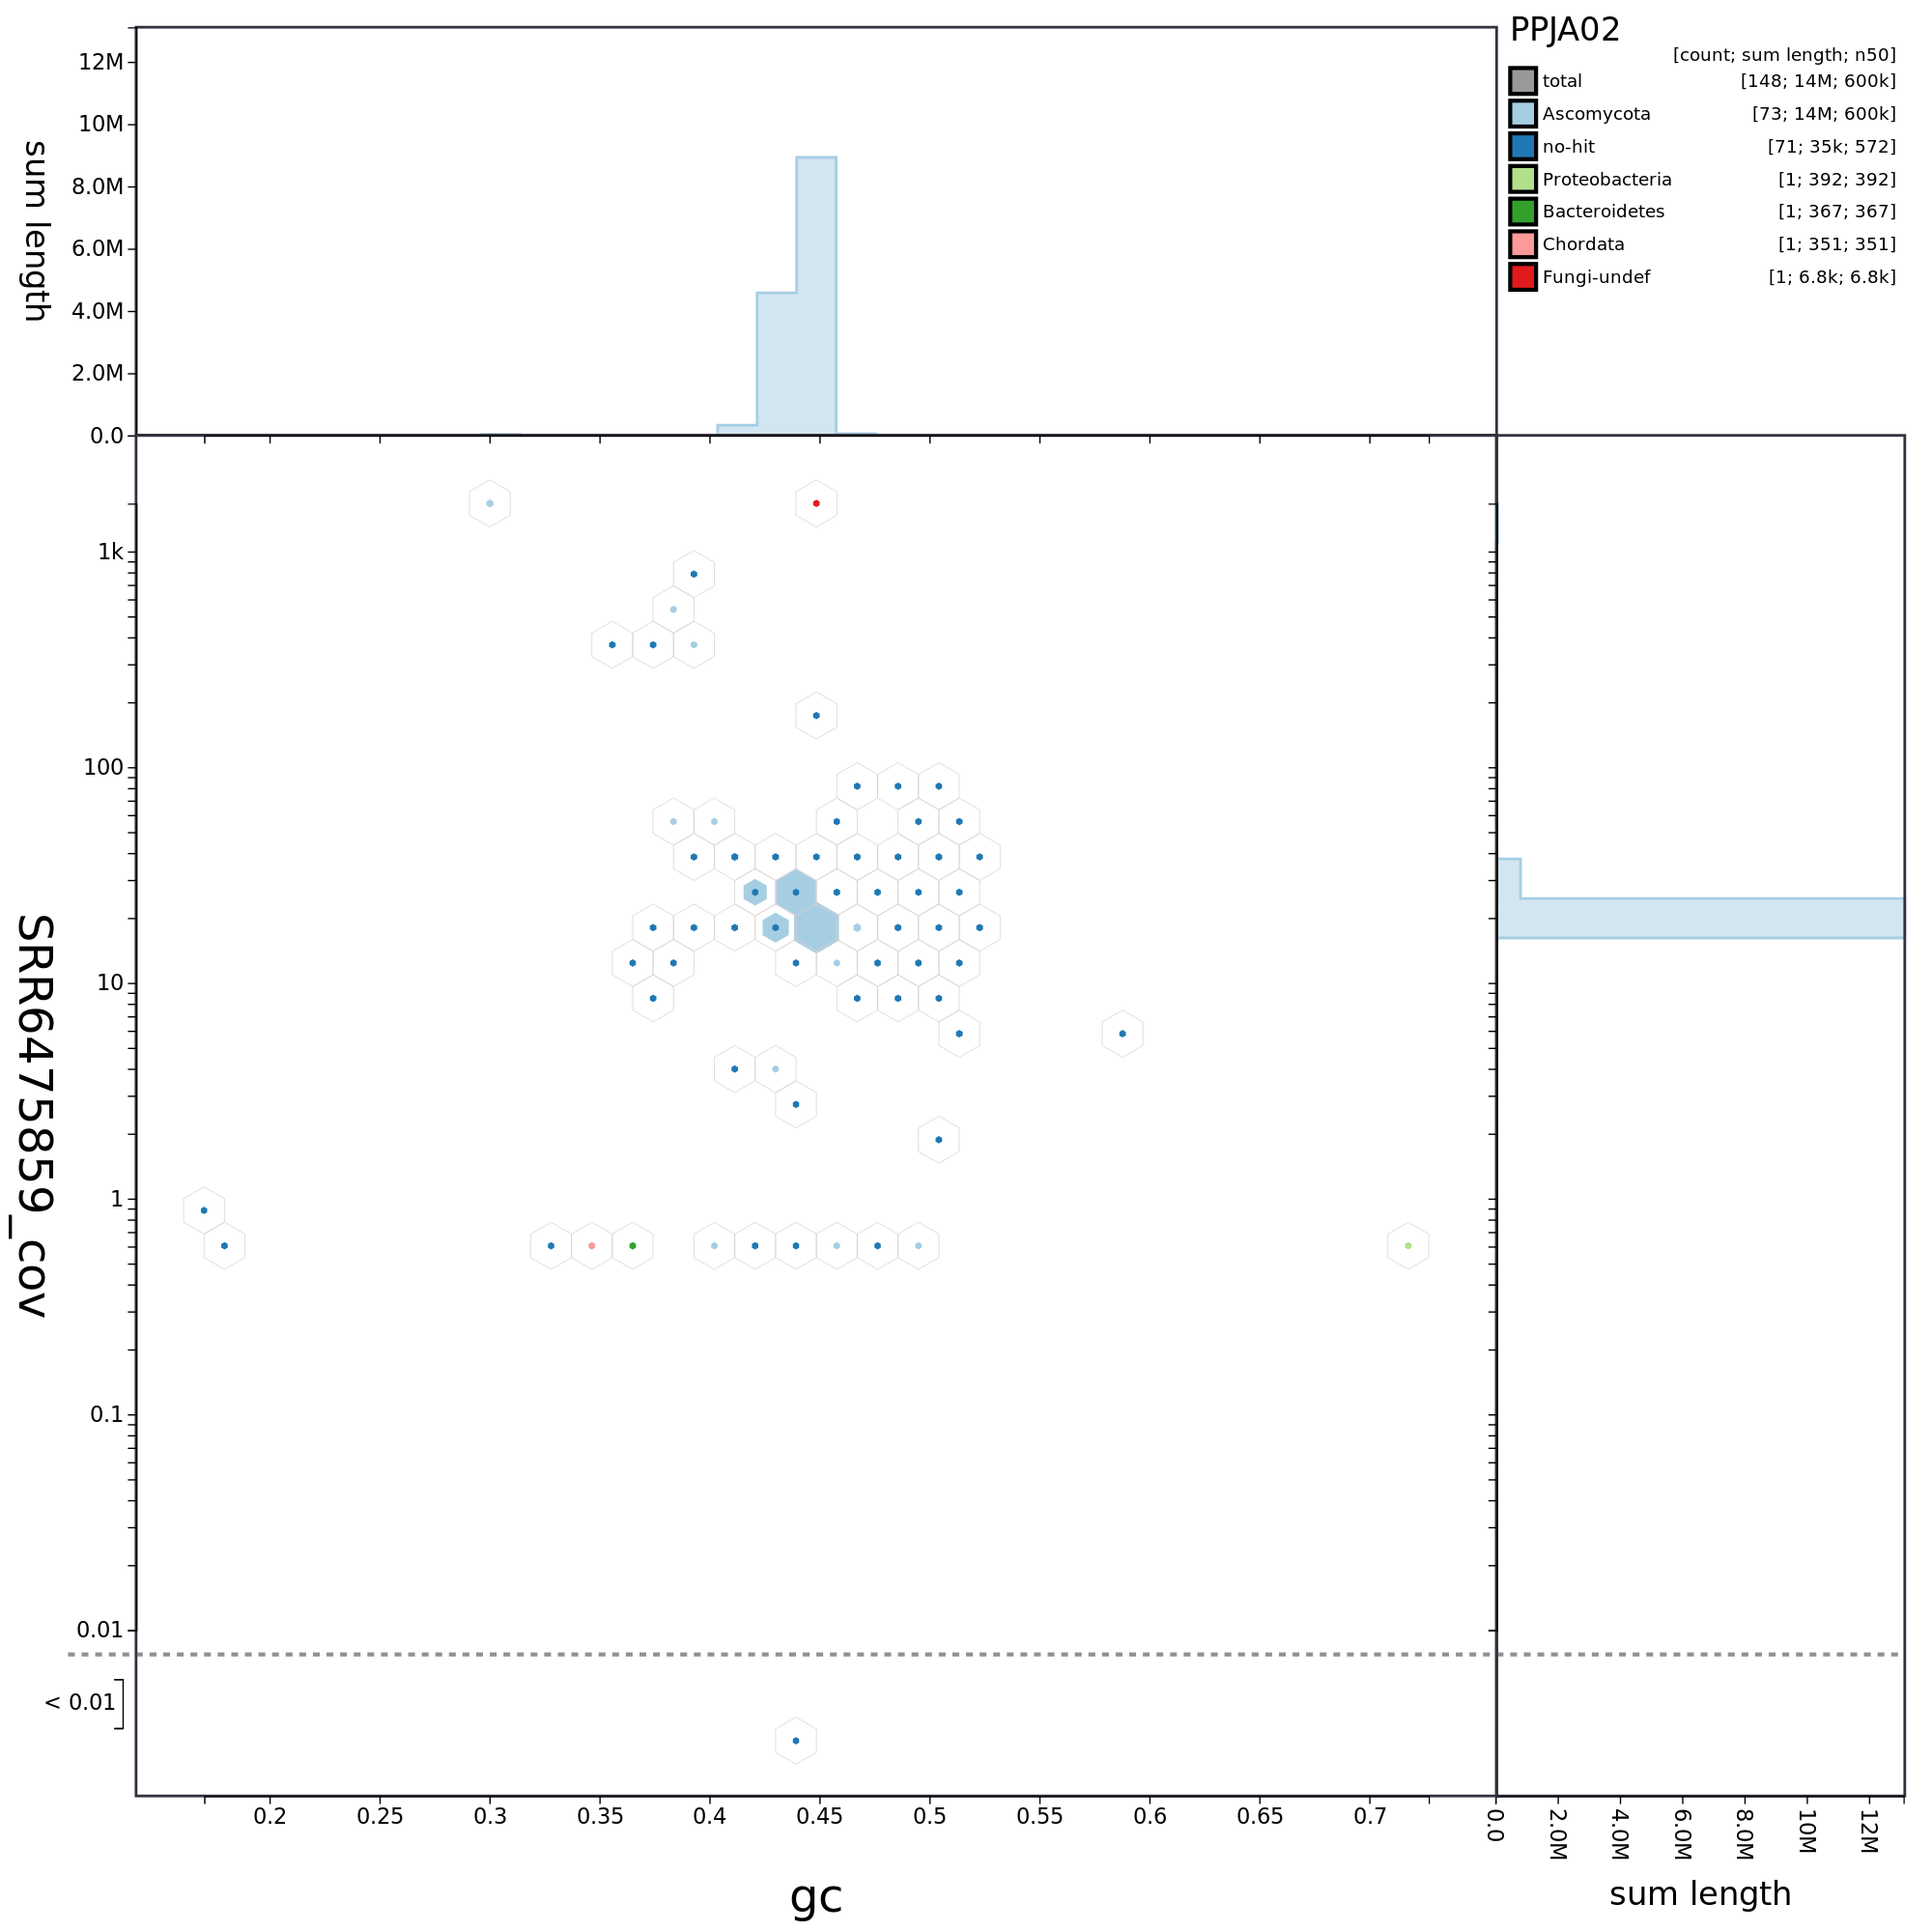 PPJA02
[count; sum length; n50]
total [148; 14M; 600k]
Ascomycota [73; 14M; 600k]
no-hit [71; 35k; 572]
Proteobacteria [1; 392; 392]
Bacteroidetes [1; 367; 367]
Chordata [1; 351; 351]
Fungi-undef [1; 6.8k; 6.8k]
sum length
12M
10M
8.0M
6.0M
4.0M
2.0M
0.0
SRR6475859_cov
1k
100
10
1
0.1
0.01
< 0.01
0.2 0.25 0.3 0.35 0.4 0.45 0.5 0.55 0.6 0.65 0.7
gc
0.0 2.0M 4.0M 6.0M 8.0M 10M 12M
sum length